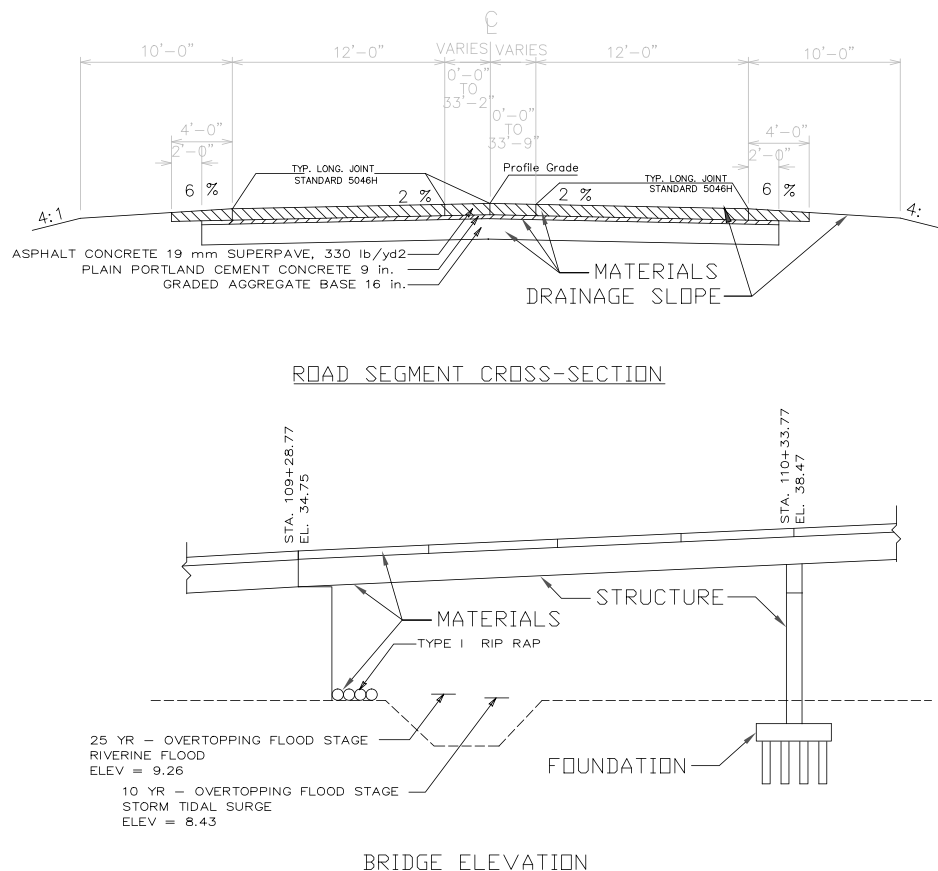 ℄
VARIES VARIES
10'-0"
12'-0"
12'-0"
10'-0"
0'-0"
TO
33'-2"
0'-0"
TO
33'-9"
4'-0"
2'-0"
4'-0"
2'-0"
TYP. LONG. JOINT
STANDARD 5046H
Profile Grade
TYP. LONG. JOINT
STANDARD 5046H
6 %
2 %
2 %
6 %
4:1
4:
ASPHALT CONCRETE 19 mm SUPERPAVE, 330 lb/yd2
PLAIN PORTLAND CEMENT CONCRETE 9 in.
GRADED AGGREGATE BASE 16 in.
MATERIALS
DRAINAGE SLOPE
ROAD SEGMENT CROSS-SECTION
STA. 109+28.77
EL. 34.75
STA. 110+33.77
EL. 38.47
STRUCTURE
MATERIALS
TYPE I RIP RAP
25 YR – OVERTOPPING FLOOD STAGE
RIVERINE FLOOD
ELEV = 9.26
FOUNDATION
10 YR – OVERTOPPING FLOOD STAGE
STORM TIDAL SURGE
ELEV = 8.43
BRIDGE ELEVATION